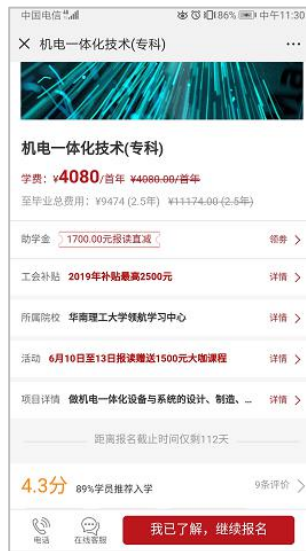 中国电信 86% 中午11:30
机电一体化技术(专科)
机电一体化技术(专科)
学费：¥4080/首年 ¥4080.00/首年
至毕业总费用：¥9474 (2.5年) ¥11174.00 (2.5年)
助学金 1700.00元报读直减 领券
工会补贴 2019年补贴最高2500元 详情
所属院校 华南理工大学领航学习中心 详情
活动 6月10日至13日报读赠送1500元大咖课程 详情
项目详情 做机电一体化设备与系统的设计、制造、... 详情
距离报名截止时间仅剩112天
4.3分 89%学员推荐入学 9条评价
电话 在线客服 我已了解，继续报名